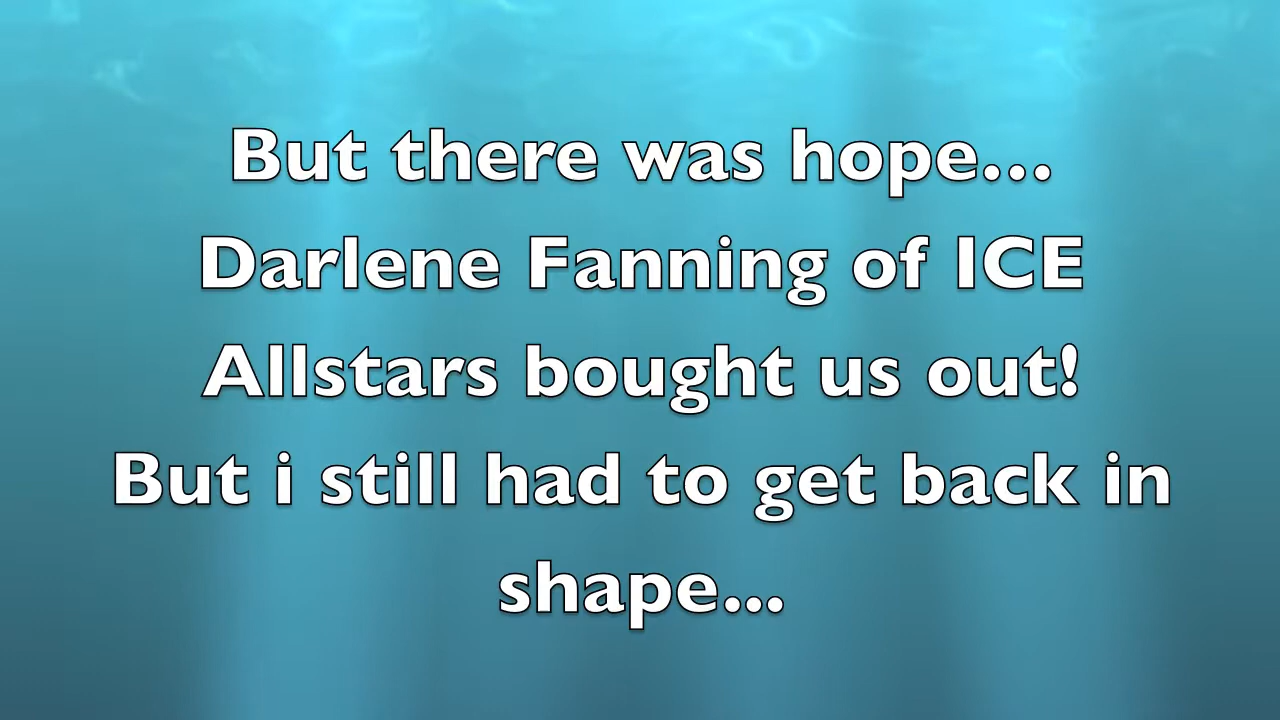 But there was hope...
Darlene Fanning of ICE
Allstars bought us out!
But i still had to get back in
shape...